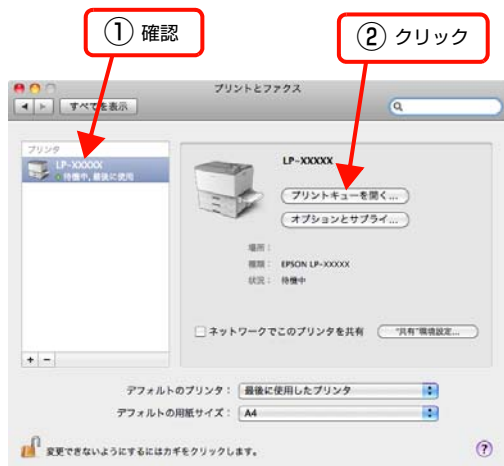 ① 確認
② クリック
プリントとファクス
すべてを表示
プリンタ
LP-XXXXX
待機中, 最後に使用
LP-XXXXX
プリントキューを開く...
オプションとサプライ...
場所：
種類： EPSON LP-XXXXX
状況： 待機中
ネットワークでこのプリンタを共有
"共有"環境設定...
+ −
デフォルトのプリンタ： 最後に使用したプリンタ
デフォルトの用紙サイズ： A4
変更できないようにするにはカギをクリックします。
?